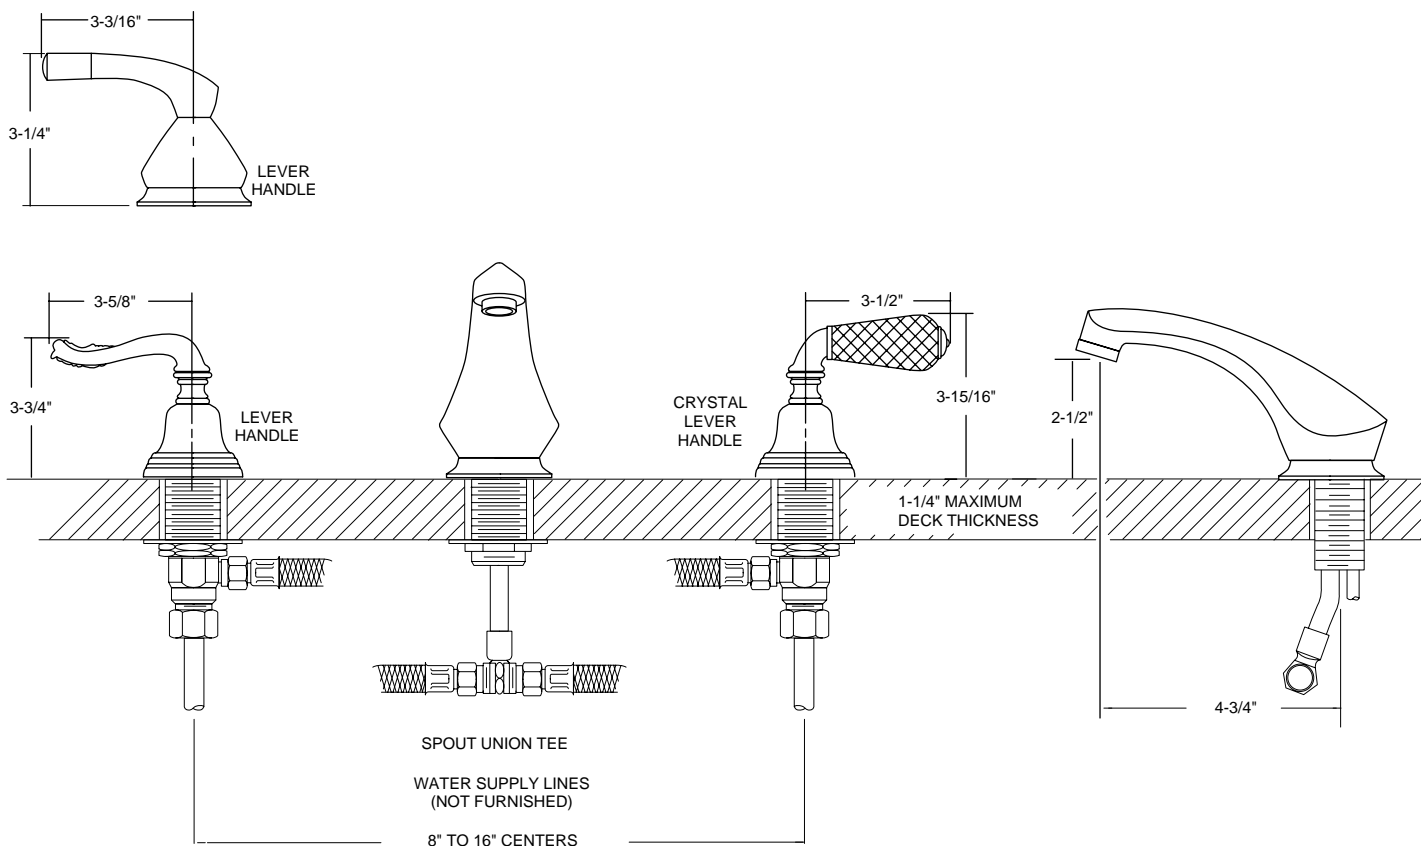 3-3/16"
3-1/4"
LEVER
HANDLE
3-5/8"
3-3/4"
LEVER
HANDLE
3-1/2"
3-15/16"
CRYSTAL
LEVER
HANDLE
2-1/2"
1-1/4" MAXIMUM
DECK THICKNESS
4-3/4"
SPOUT UNION TEE
WATER SUPPLY LINES
(NOT FURNISHED)
8" TO 16" CENTERS